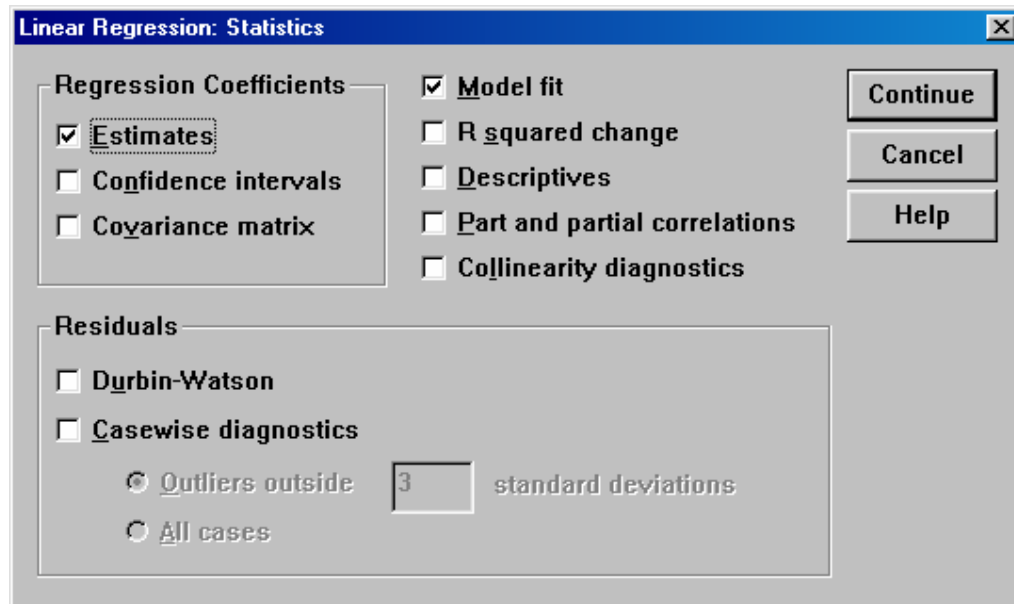 Linear Regression: Statistics
Regression Coefficients
Estimates
Confidence intervals
Covariance matrix
Model fit
R squared change
Descriptives
Part and partial correlations
Collinearity diagnostics
Continue
Cancel
Help
Residuals
Durbin-Watson
Casewise diagnostics
Outliers outside 3 standard deviations
All cases